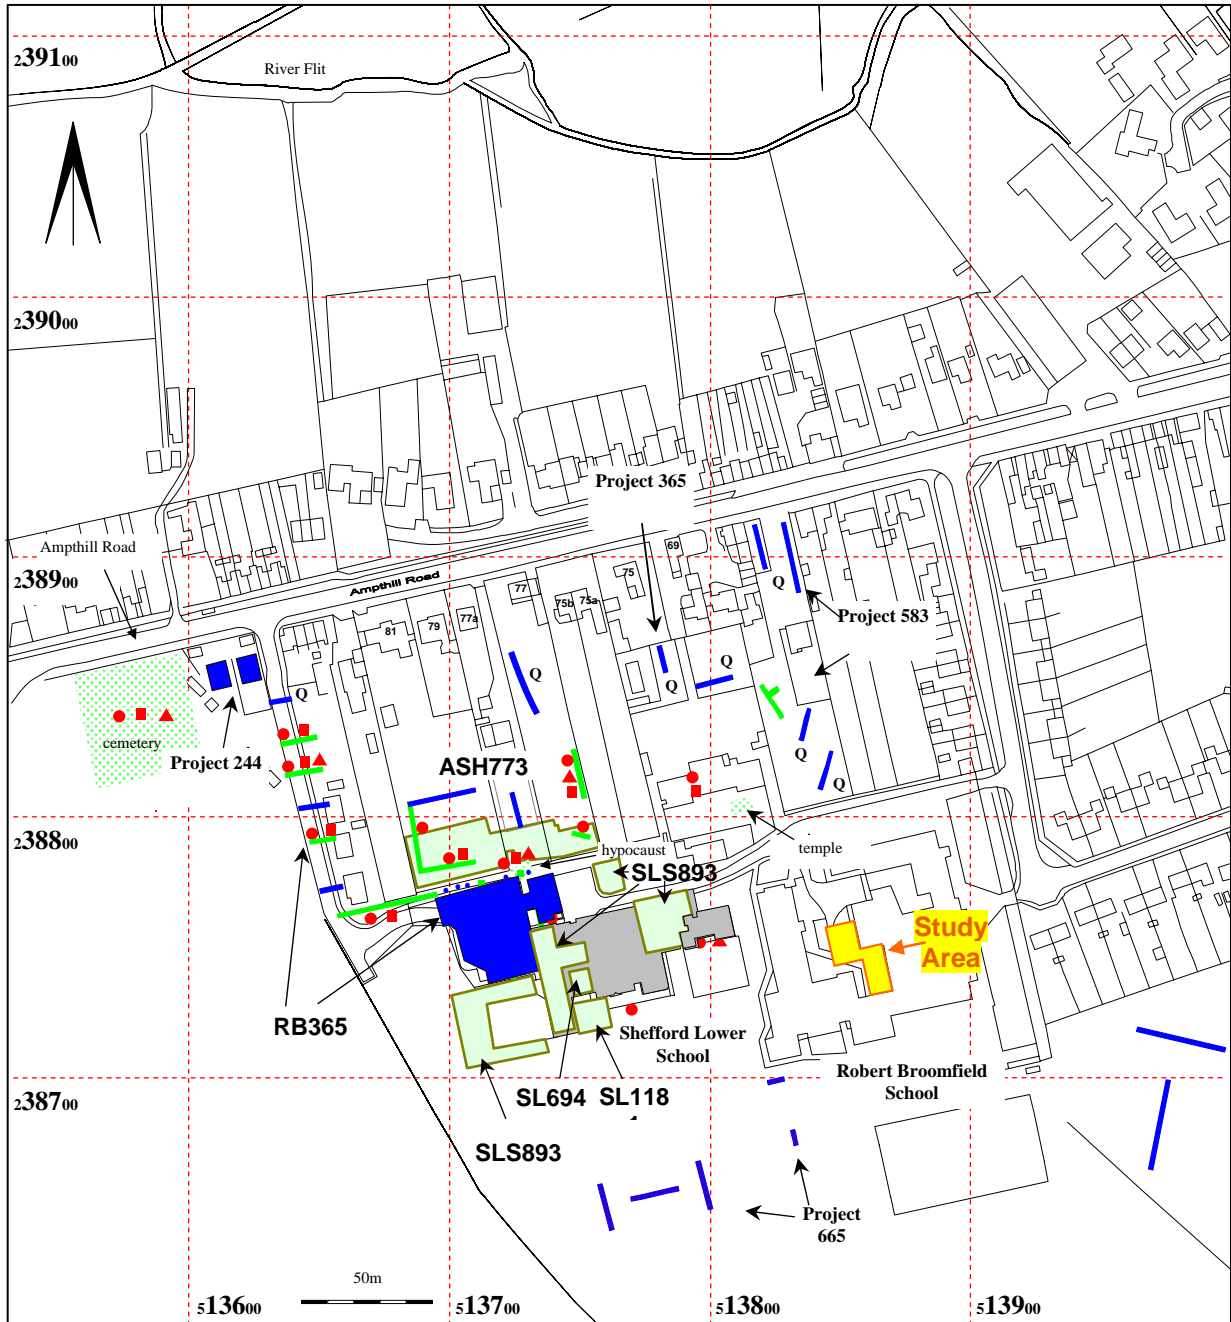 239100
River Flit
239000
Project 365
Ampthill Road
238900
Ampthill Road
69
75
77
75b
75a
77a
79
81
Q
Project 583
Q
Q
Q
Q
cemetery
Project 244
ASH773
Q
Q
238800
hypocaust
temple
SLS893
Study
Area
RB365
Shefford Lower
School
Robert Broomfield
School
238700
SL694
SL118
SLS893
Project
665
50m
513600
513700
513800
513900